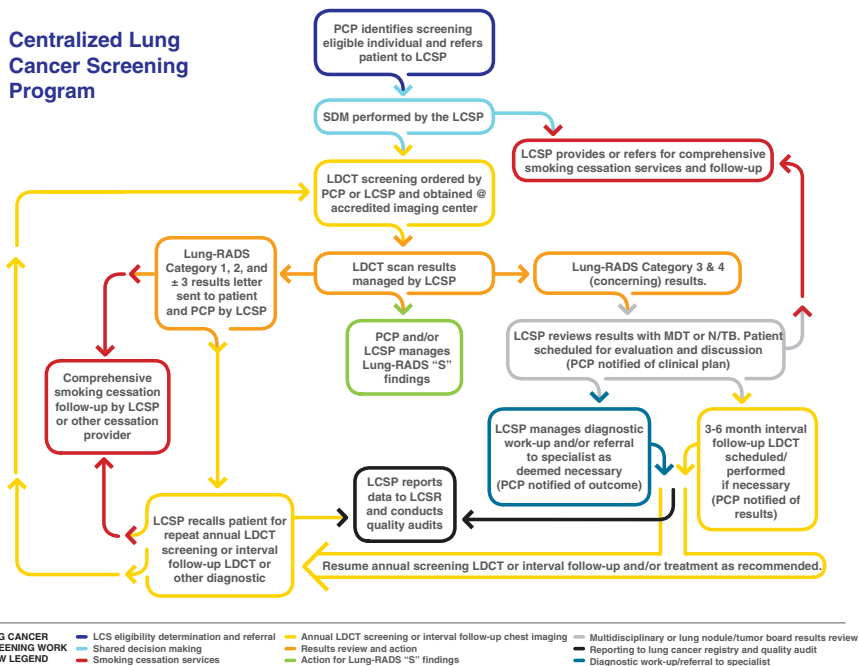 Centralized Lung
Cancer Screening
Program
PCP identifies screening
eligible individual and refers
patient to LCSP
SDM performed by the LCSP
LCSP provides or refers for comprehensive
smoking cessation services and follow-up
LDCT screening ordered by
PCP or LCSP and obtained @
accredited imaging center
Lung-RADS
Category 1, 2, and
± 3 results letter
sent to patient
and PCP by LCSP
LDCT scan results
managed by LCSP
Lung-RADS Category 3 & 4
(concerning) results.
PCP and/or
LCSP manages
Lung-RADS “S”
findings
LCSP reviews results with MDT or N/TB. Patient
scheduled for evaluation and discussion
(PCP notified of clinical plan)
Comprehensive
smoking cessation
follow-up by LCSP
or other cessation
provider
LCSP manages diagnostic
work-up and/or referral
to specialist as
deemed necessary
(PCP notified of outcome)
3-6 month interval
follow-up LDCT
scheduled/
performed
if necessary
(PCP notified of
results)
LCSP reports
data to LCSR
and conducts
quality audits
LCSP recalls patient for
repeat annual LDCT
screening or interval
follow-up LDCT or
other diagnostic
Resume annual screening LDCT or interval follow-up and/or treatment as recommended.
G CANCER
EENING WORK
W LEGEND
LCS eligibility determination and referral
Shared decision making
Smoking cessation services
Annual LDCT screening or interval follow-up chest imaging
Results review and action
Action for Lung-RADS “S” findings
Multidisciplinary or lung nodule/tumor board results review
Reporting to lung cancer registry and quality audit
Diagnostic work-up/referral to specialist